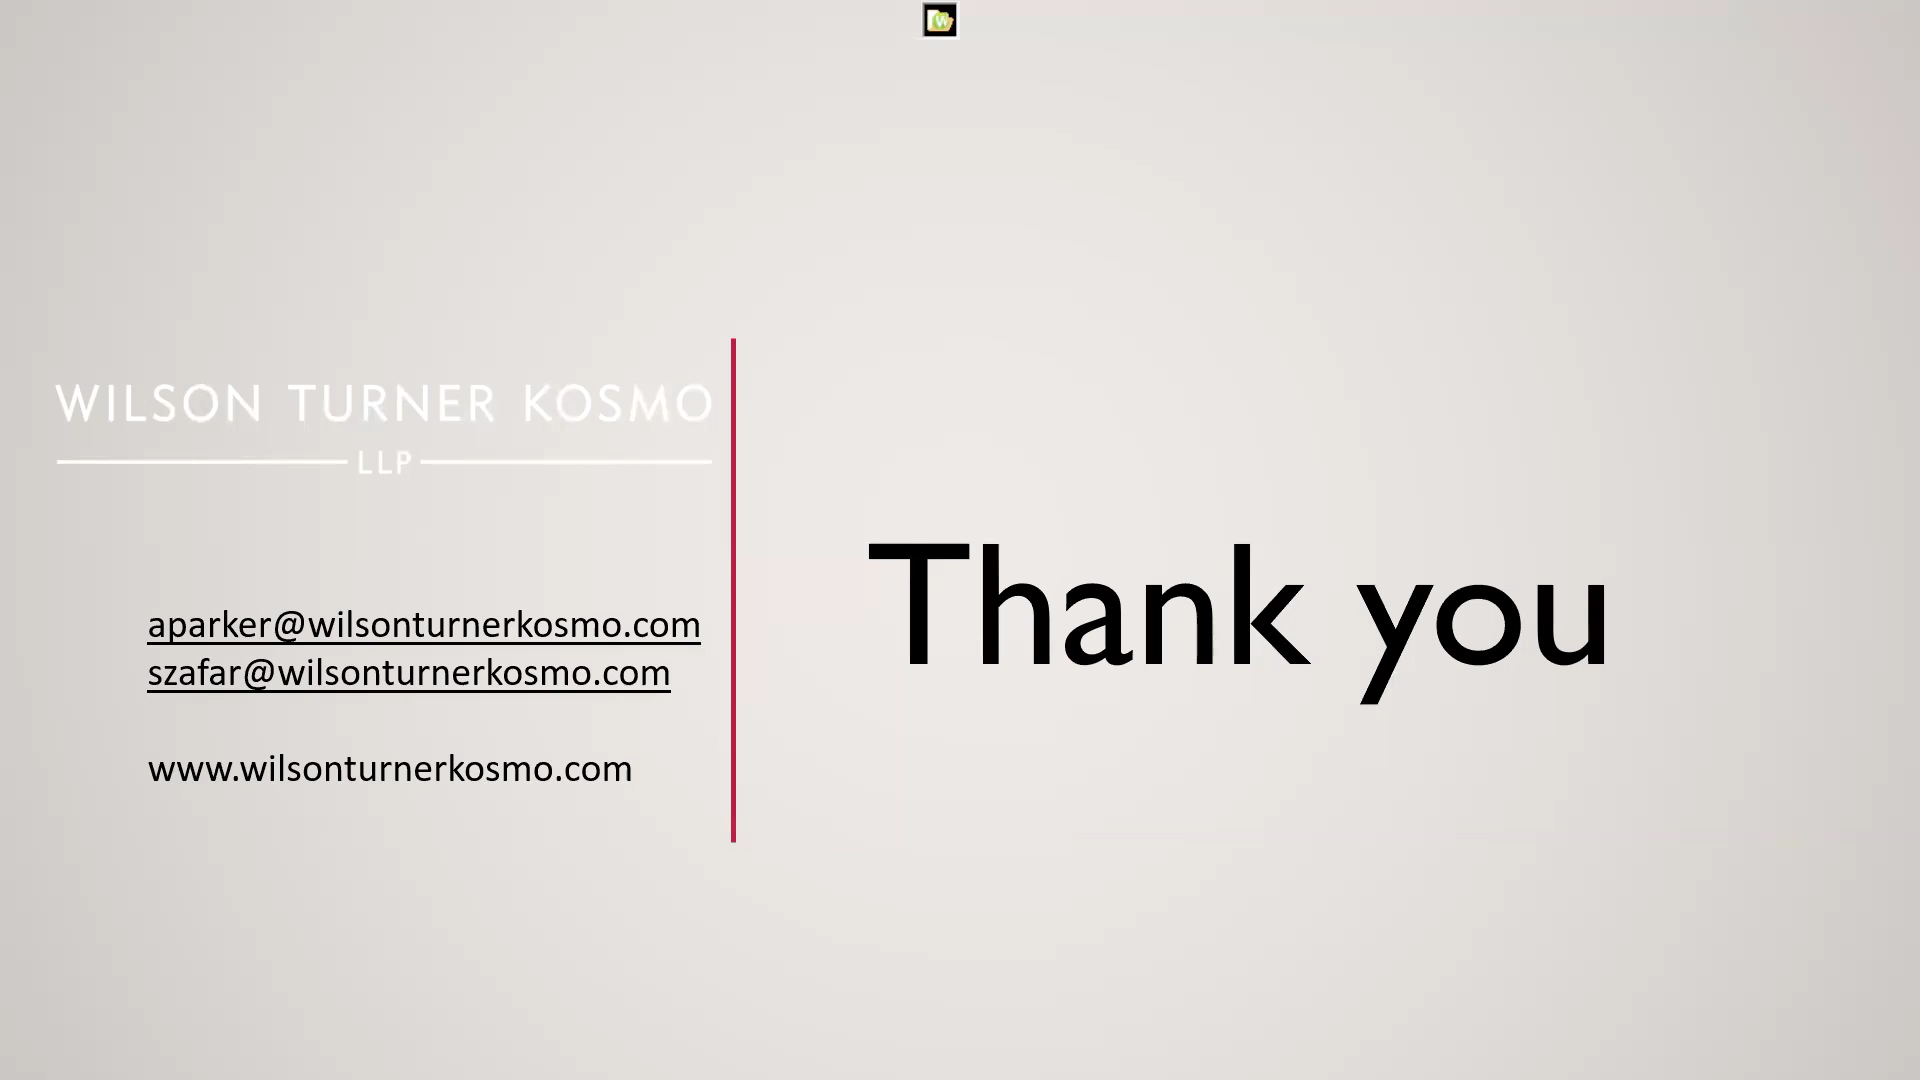 WILSON TURNER KOSMO
LLP
aparker@wilsonturnerkosmo.com
szafar@wilsonturnerkosmo.com
www.wilsonturnerkosmo.com
Thank you